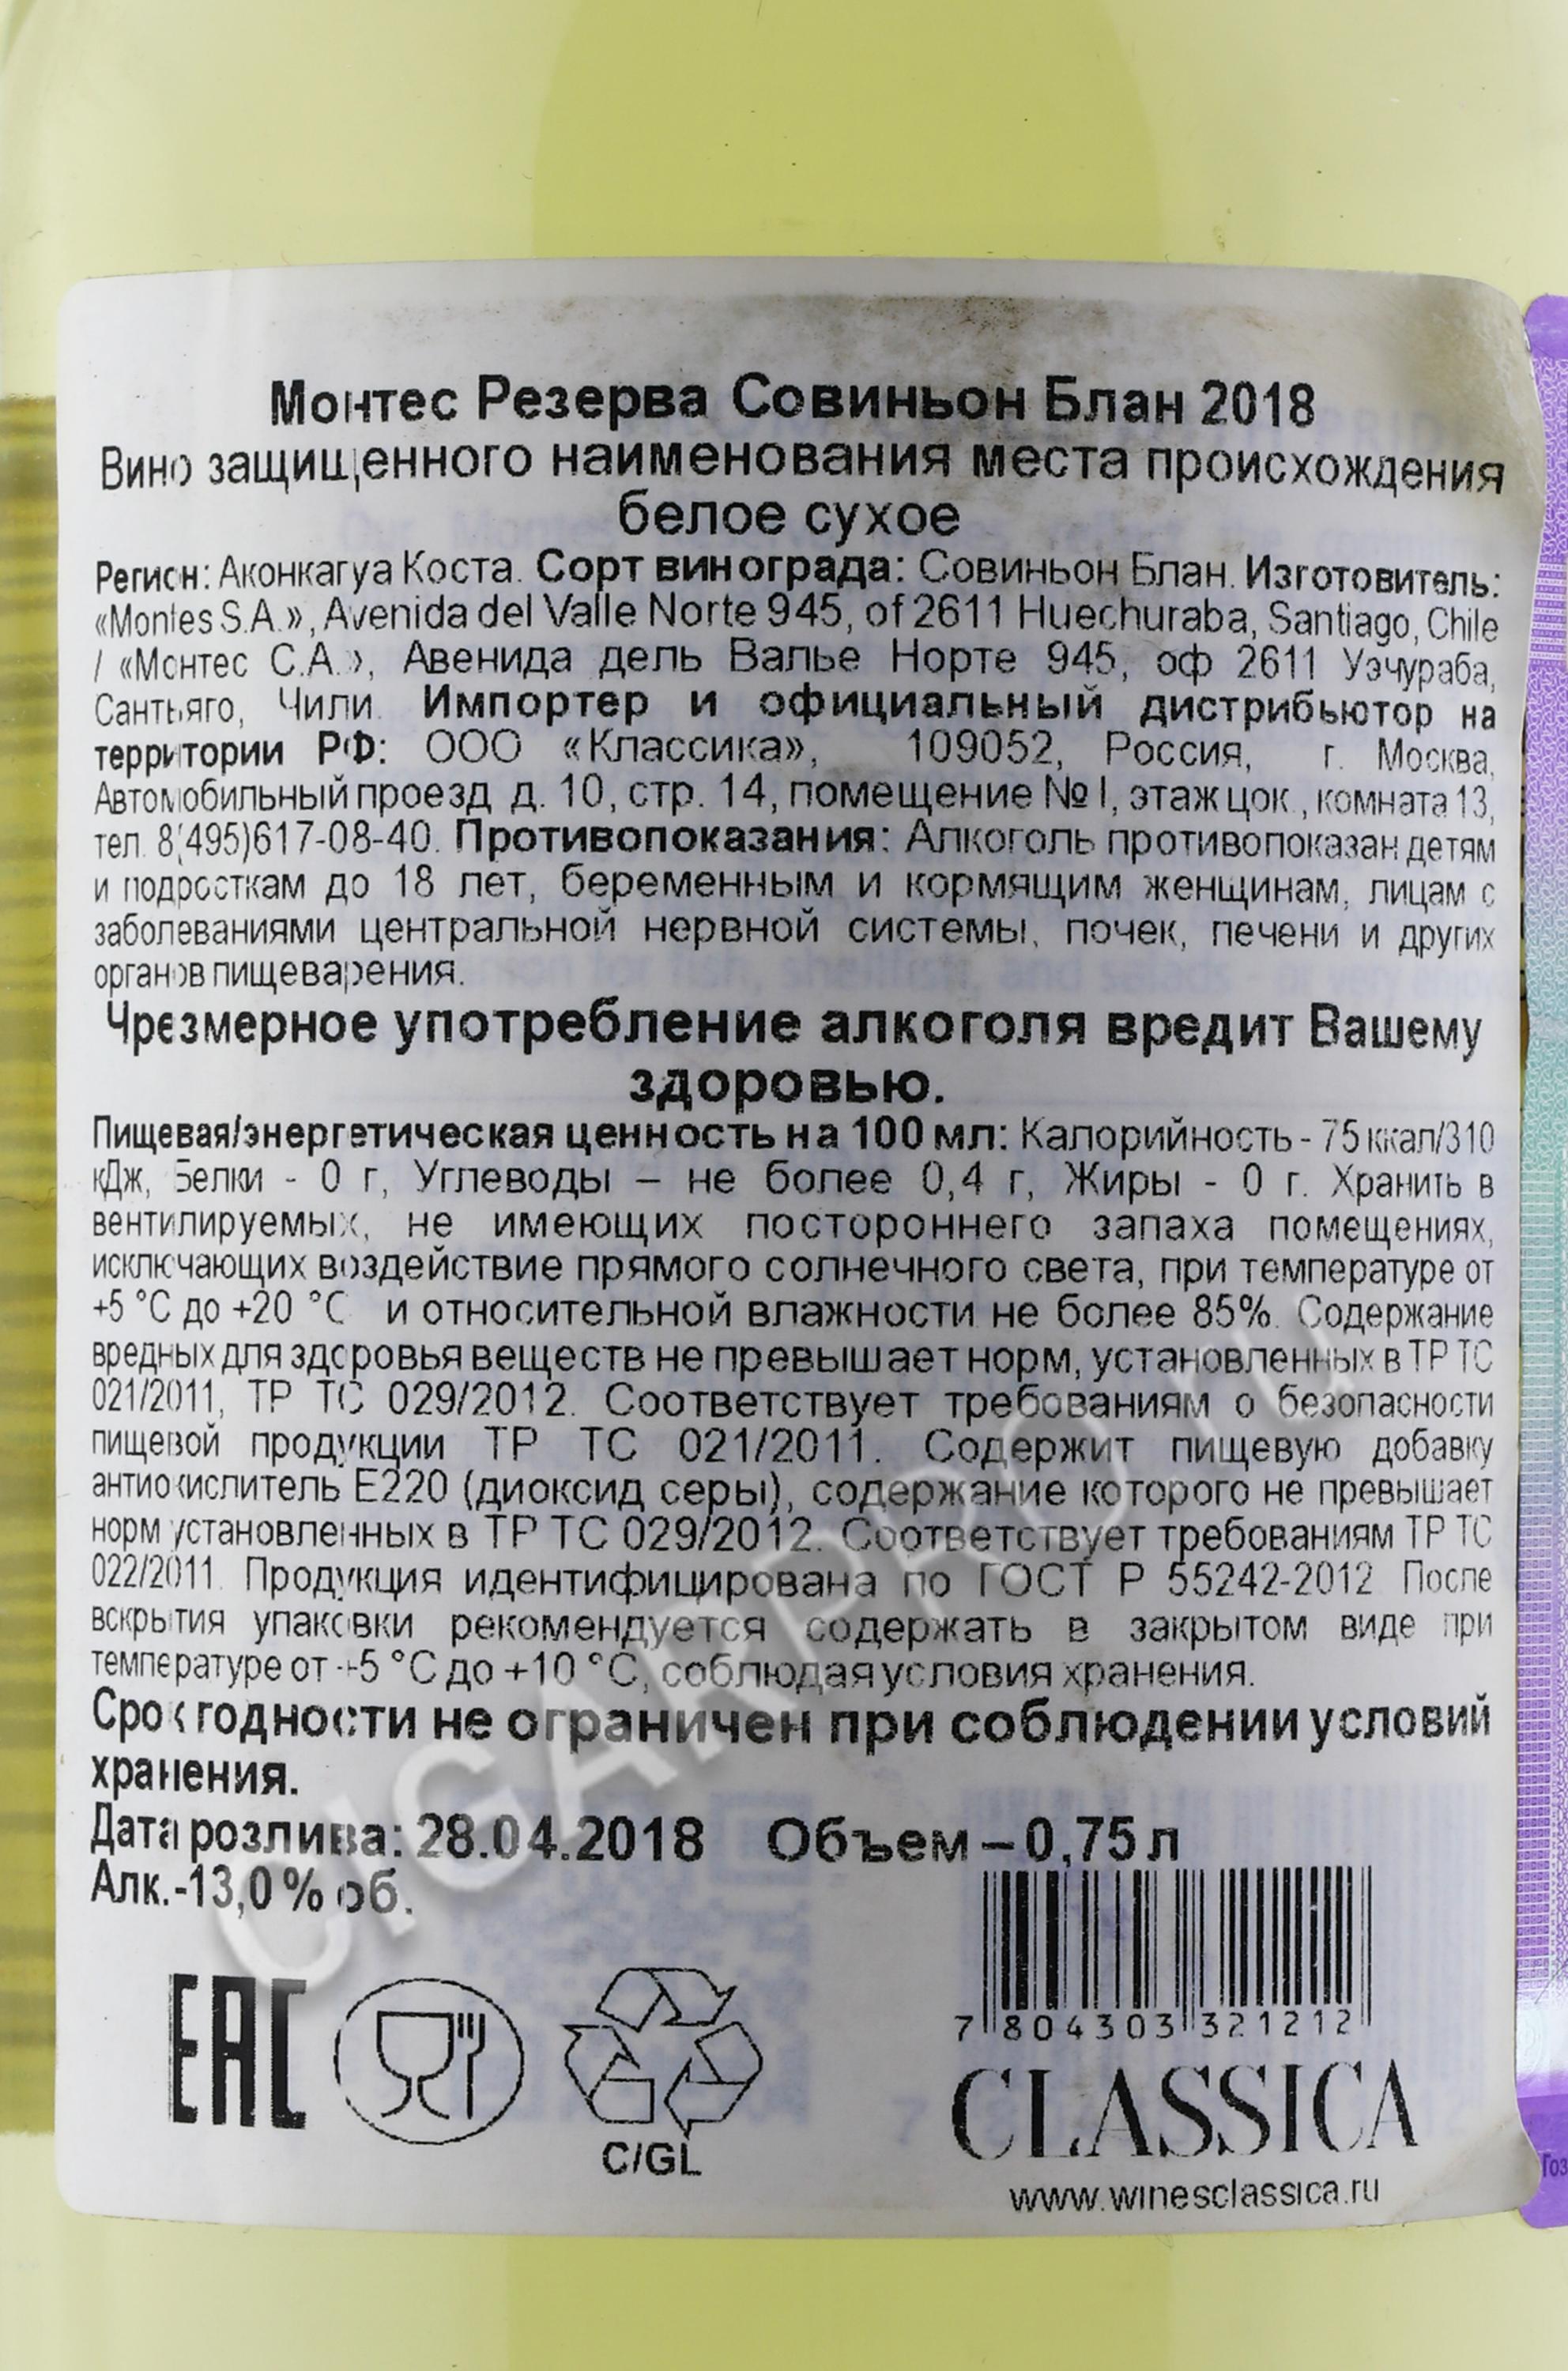 Монтес Резерва Совиньон Блан 2018
Вино защищенного наименования места происхождения
белое сухое
Регион: Аконкагуа Коста. Сорт винограда: Совиньон Блан. Изготовитель:
«Montes S.A.», Avenida del Valle Norte 945, of 2611 Huechuraba, Santiago, Chile
/ «Монтес С.А.», Авенида дель Валье Норте 945, оф 2611 Уэчураба,
Сантьяго, Чили. Импортер и официальный дистрибьютор на
территории РФ: ООО «Классика», 109052, Россия, г. Москва,
Автомобильный проезд д. 10, стр. 14, помещение № I, этаж цок., комната 13,
тел. 8(495)617-08-40. Противопоказания: Алкоголь противопоказан детям
и подросткам до 18 лет, беременным и кормящим женщинам, лицам с
заболеваниями центральной нервной системы, почек, печени и других
органов пищеварения.
Чрезмерное употребление алкоголя вредит Вашему
здоровью.
Пищевая/энергетическая ценность на 100 мл: Калорийность - 75 ккал/310
кДж, Белки - 0 г, Углеводы – не более 0,4 г, Жиры - 0 г. Хранить в
вентилируемых, не имеющих постороннего запаха помещениях,
исключающих воздействие прямого солнечного света, при температуре от
+5 °С до +20 °С и относительной влажности не более 85%. Содержание
вредных для здоровья веществ не превышает норм, установленных в ТР ТС
021/2011, ТР ТС 029/2012. Соответствует требованиям о безопасности
пищевой продукции ТР ТС 021/2011. Содержит пищевую добавку
антиокислитель Е220 (диоксид серы), содержание которого не превышает
норм установленных в ТР ТС 029/2012. Соответствует требованиям ТР ТС
022/2011. Продукция идентифицирована по ГОСТ Р 55242-2012. После
вскрытия упаковки рекомендуется содержать в закрытом виде при
температуре от +5 °С до +10 °С, соблюдая условия хранения.
Срок годности не ограничен при соблюдении условий
хранения.
Дата розлива: 28.04.2018 Объем – 0,75 л
Алк.-13,0 % об.
EAC
C/GL
7 804303 321212
CLASSICA
www.winesclassica.ru
CIGARPRO.ru